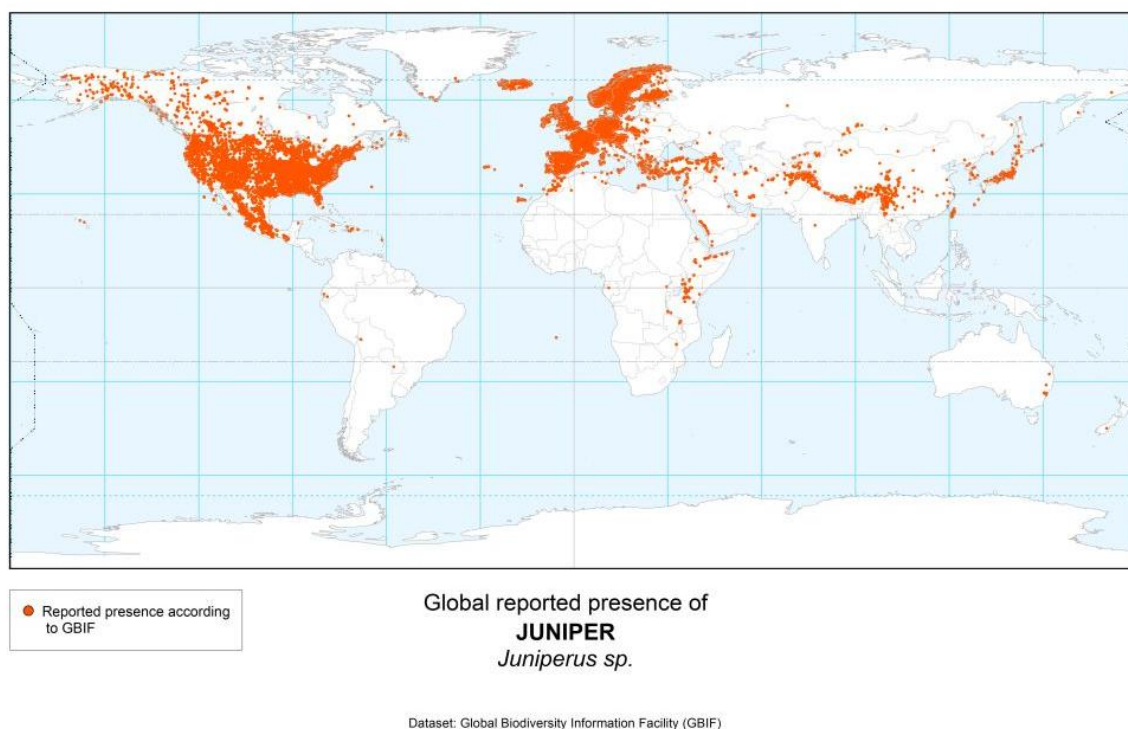 Reported presence according
to GBIF
Global reported presence of
JUNIPER
Juniperus sp.
Dataset: Global Biodiversity Information Facility (GBIF)